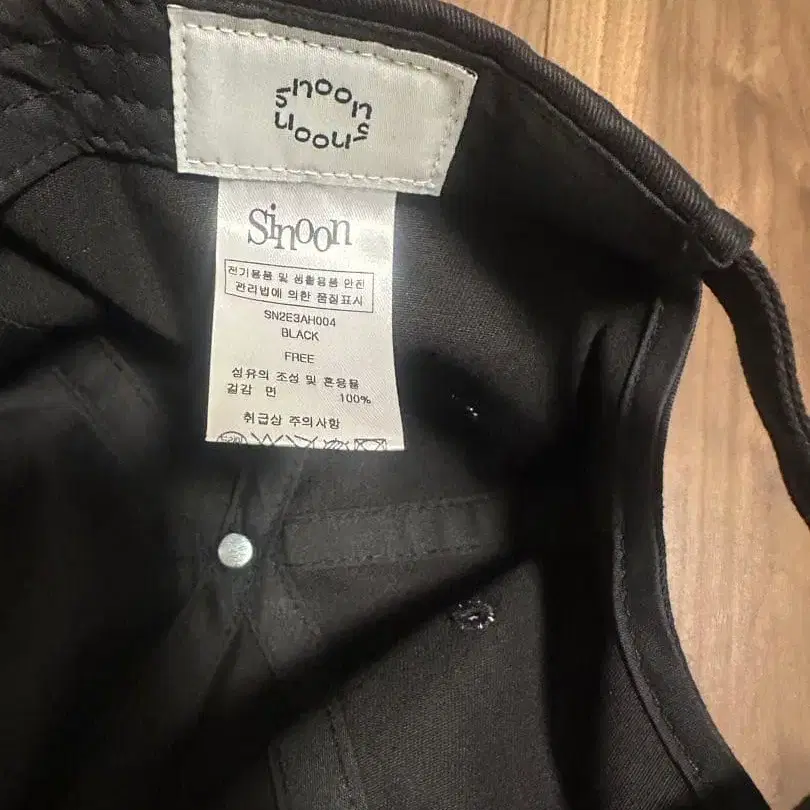 Sinoon
Sinoon
Sinoon
전기용품 및 생활용품 안전
관리법에 의한 품질표시
SN2E3AH004
BLACK
FREE
섬유의 조성 및 혼용율
겉감 면 100%
취급상 주의사항